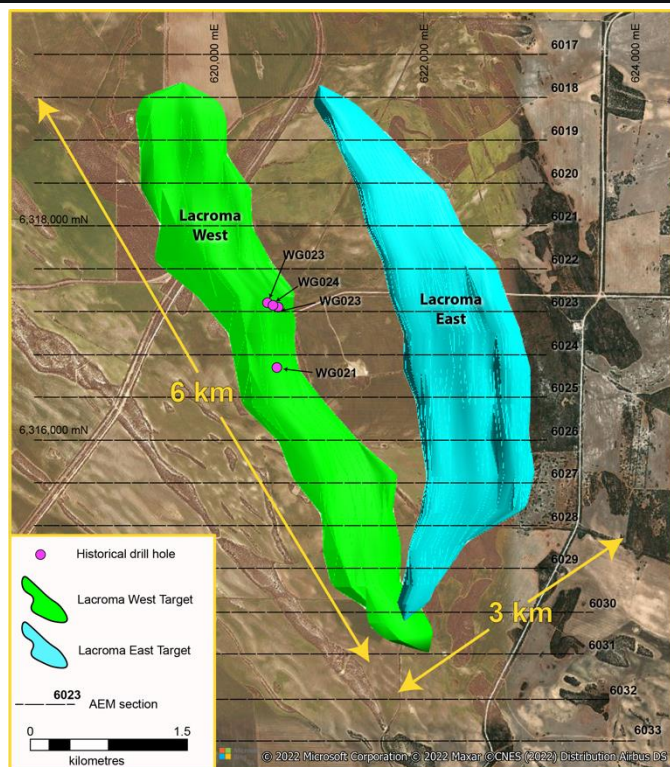 620,000 mE
622,000 mE
624,000 mE
6017
6018
6019
6020
6021
6022
6023
6024
6025
6026
6027
6028
6029
6030
6031
6032
6033
6,318,000 mN
6,316,000 mN
Lacroma
West
Lacroma
East
WG023
WG024
WG023
WG021
6 km
3 km
Historical drill hole
Lacroma West Target
Lacroma East Target
6023
AEM section
0
1.5
kilometres
© 2022 Microsoft Corporation © 2022 Maxar ©CNES (2022) Distribution Airbus DS